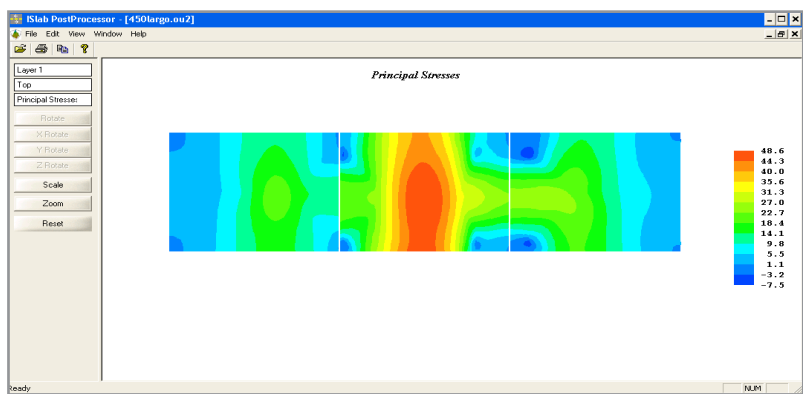 ISlab PostProcessor - [450largo.ou2]
File Edit View Window Help
Layer 1
Top
Principal Stresses
Rotate
X Rotate
Y Rotate
Z Rotate
Scale
Zoom
Reset
Principal Stresses
48.6
44.3
40.0
35.6
31.3
27.0
22.7
18.4
14.1
9.8
5.5
1.1
-3.2
-7.5
Ready
NUM